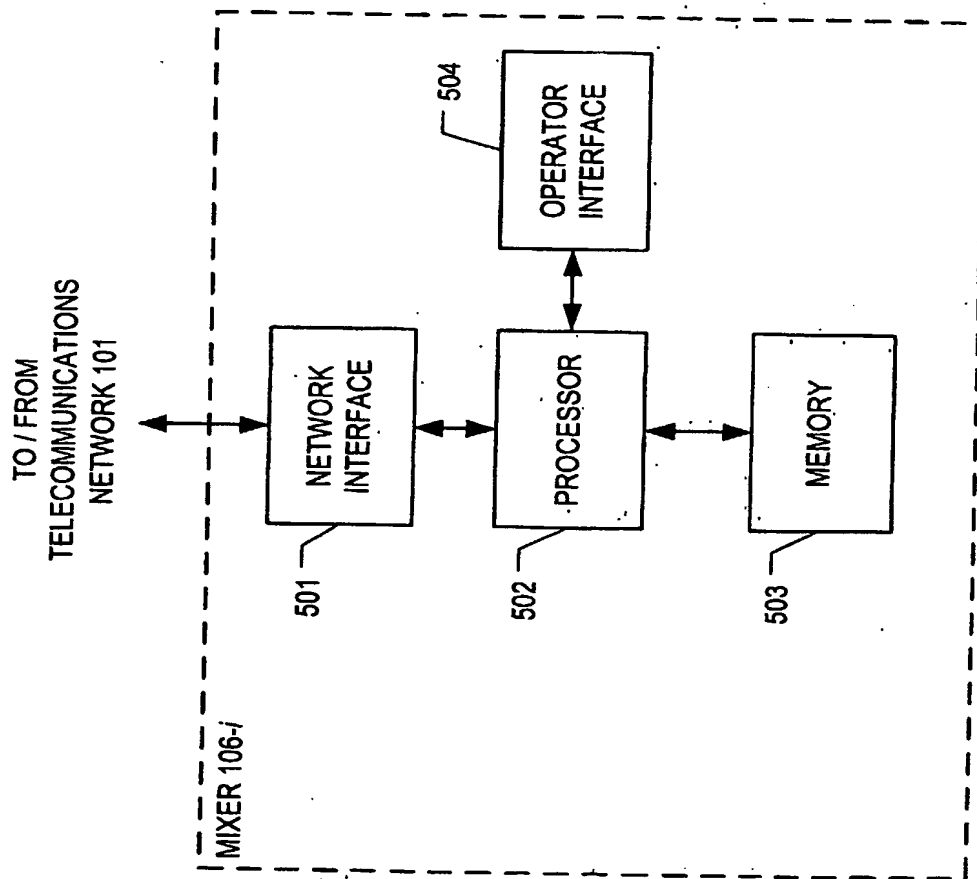 TO / FROM
TELECOMMUNICATIONS
NETWORK 101
MIXER 106-i
NETWORK
INTERFACE
501
PROCESSOR
502
OPERATOR
INTERFACE
504
MEMORY
503